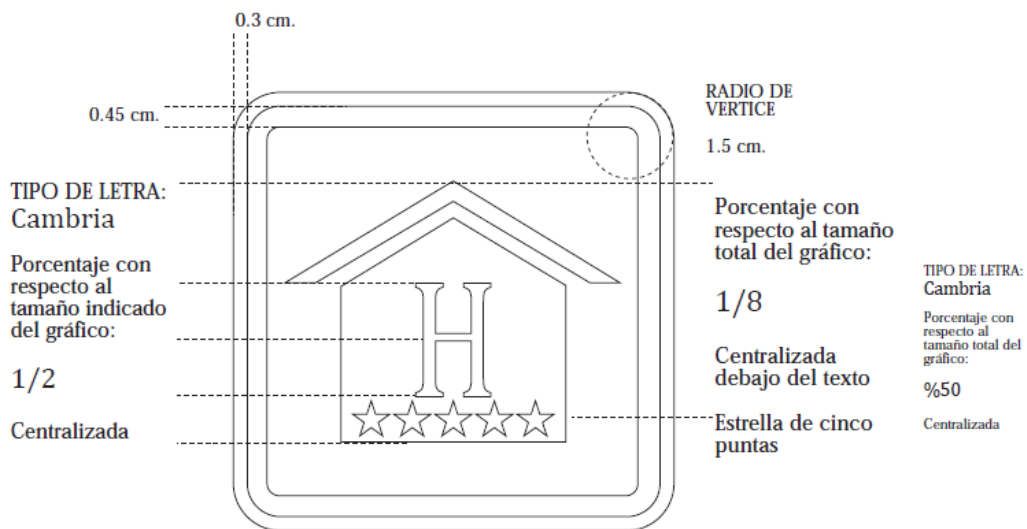 0.3 cm.
0.45 cm.
TIPO DE LETRA:
Cambria
Porcentaje con
respecto al
tamaño indicado
del gráfico:
1/2
Centralizada
H
RADIO DE
VERTICE
1.5 cm.
Porcentaje con
respecto al tamaño
total del gráfico:
1/8
Centralizada
debajo del texto
Estrella de cinco
puntas
TIPO DE LETRA:
Cambria
Porcentaje con
respecto al
tamaño total del
gráfico:
%50
Centralizada